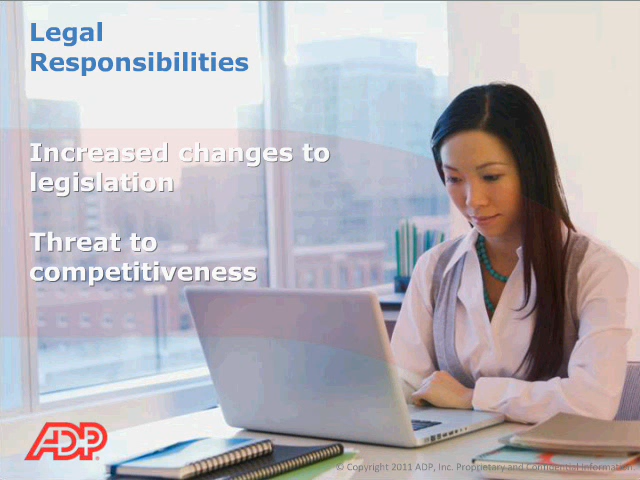 Legal
Responsibilities
Increased changes to
legislation
Threat to
competitiveness
ADP
© Copyright 2011 ADP, Inc. Proprietary and Confidential Information